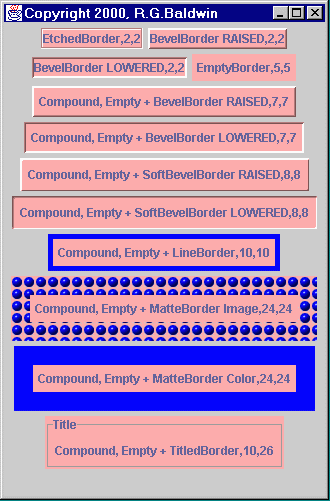 Copyright 2000, R.G.Baldwin
EtchedBorder,2,2 BevelBorder RAISED,2,2
BevelBorder LOWERED,2,2 EmptyBorder,5,5
Compound, Empty + BevelBorder RAISED,7,7
Compound, Empty + BevelBorder LOWERED,7,7
Compound, Empty + SoftBevelBorder RAISED,8,8
Compound, Empty + SoftBevelBorder LOWERED,8,8
Compound, Empty + LineBorder,10,10
Compound, Empty + MatteBorder Image,24,24
Compound, Empty + MatteBorder Color,24,24
Title
Compound, Empty + TitledBorder,10,26